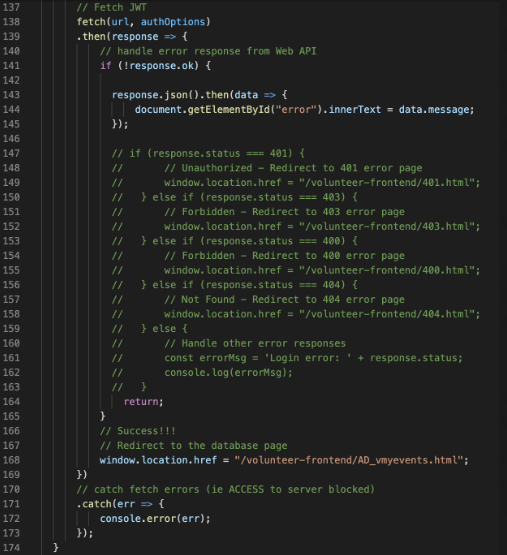 137 // Fetch JWT
138 fetch(url, authOptions)
139 .then(response => {
140 // handle error response from Web API
141 if (!response.ok) {
142
143 response.json().then(data => {
144 document.getElementById("error").innerText = data.message;
145 });
146
147 // if (response.status === 401) {
148 // // Unauthorized - Redirect to 401 error page
149 // window.location.href = "/volunteer-frontend/401.html";
150 // } else if (response.status === 403) {
151 // // Forbidden - Redirect to 403 error page
152 // window.location.href = "/volunteer-frontend/403.html";
153 // } else if (response.status === 400) {
154 // // Forbidden - Redirect to 400 error page
155 // window.location.href = "/volunteer-frontend/400.html";
156 // } else if (response.status === 404) {
157 // // Not Found - Redirect to 404 error page
158 // window.location.href = "/volunteer-frontend/404.html";
159 // } else {
160 // // Handle other error responses
161 // const errorMsg = 'Login error: ' + response.status;
162 // console.log(errorMsg);
163 // }
164 return;
165 }
166 // Success!!!
167 // Redirect to the database page
168 window.location.href = "/volunteer-frontend/AD_vmyevents.html";
169 })
170 // catch fetch errors (ie ACCESS to server blocked)
171 .catch(err => {
172 console.error(err);
173 });
174 }